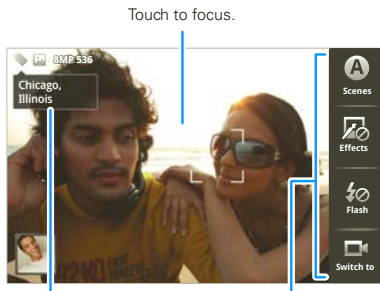 Touch to focus.
8MP 536
Chicago,
Illinois
Scenes
Effects
Flash
Switch to
A